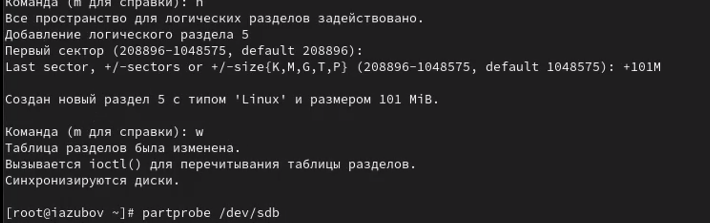 Команда (m для справки): n
Все пространство для логических разделов задействовано.
Добавление логического раздела 5
Первый сектор (208896-1048575, default 208896):
Last sector, +/-sectors or +/-size{K,M,G,T,P} (208896-1048575, default 1048575): +101M
Создан новый раздел 5 с типом 'Linux' и размером 101 MiB.
Команда (m для справки): w
Таблица разделов была изменена.
Вызывается ioctl() для перечитывания таблицы разделов.
Синхронизируются диски.
[root@iazubov ~]# partprobe /dev/sdb